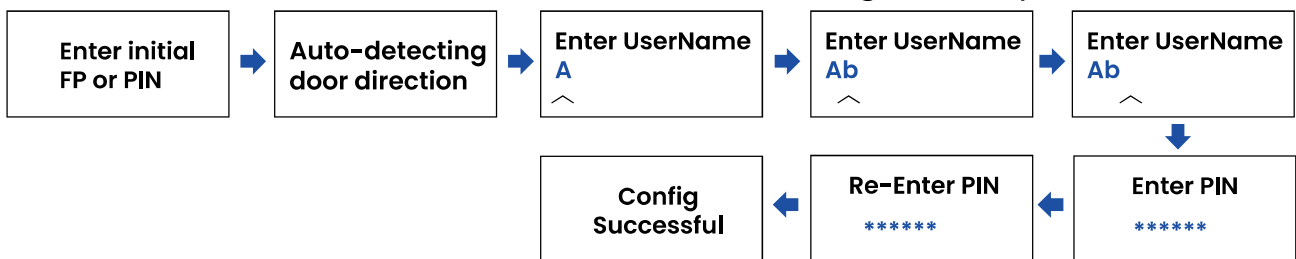 Enter initial
FP or PIN
Auto-detecting
door direction
Enter UserName
A
Enter UserName
Ab
Enter UserName
Ab
Enter PIN
******
Re-Enter PIN
******
Config
Successful